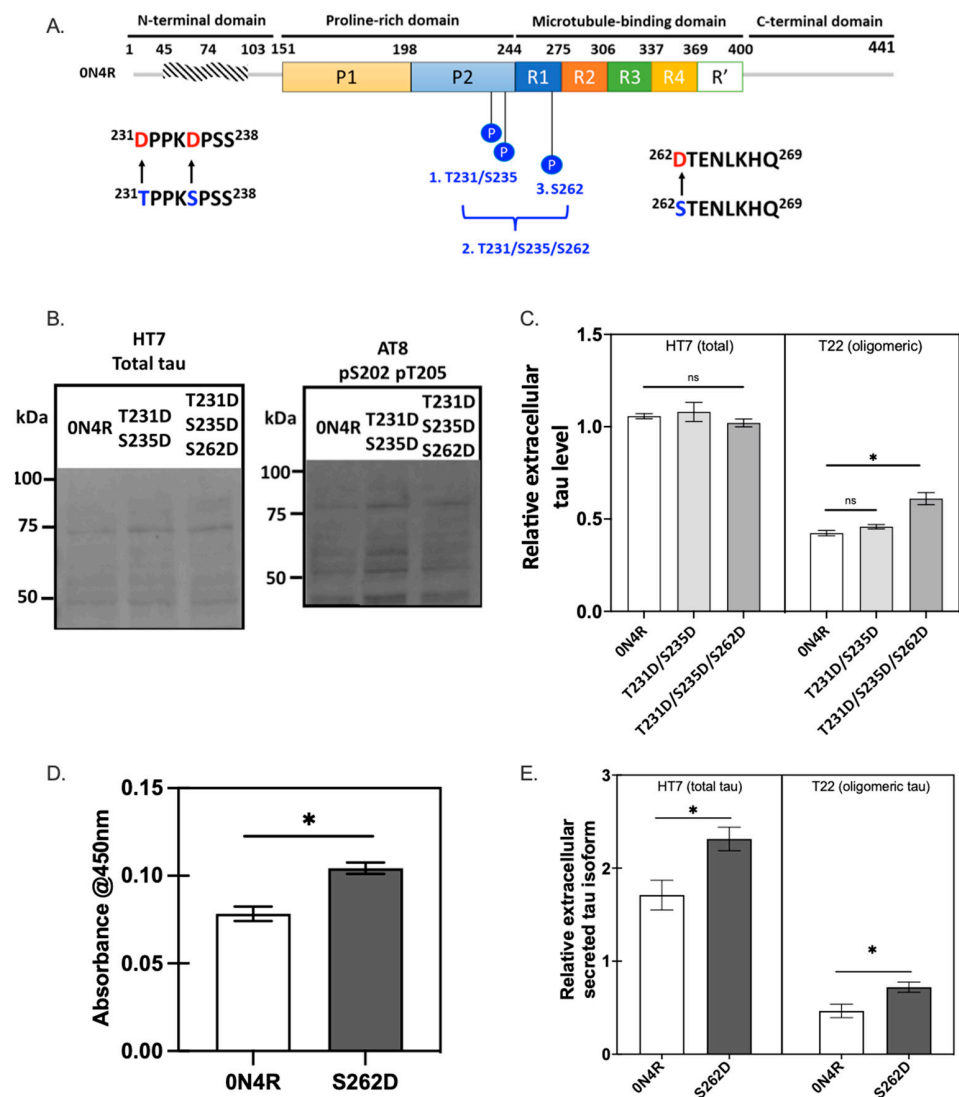 A.
N-terminal domain Proline-rich domain Microtubule-binding domain C-terminal domain
1 45 74 103 151 198 244 275 306 337 369 400 441
0N4R P1 P2 R1 R2 R3 R4 R'
P
P
P
231DPPKDPSS238
231TPPKSPSS238
1. T231/S235
3. S262
2. T231/S235/S262
262DTENLKHQ269
262STENLKHQ269
B.
HT7
Total tau
kDa
0N4R
T231D
S235D
T231D
S235D
S262D
100
75
50
AT8
pS202 pT205
kDa
0N4R
T231D
S235D
T231D
S235D
S262D
100
75
50
C.
Relative extracellular
tau level
1.5
1.0
0.5
0.0
HT7 (total)
ns
T22 (oligomeric)
*
ns
0N4R
T231D/S235D
T231D/S235D/S262D
0N4R
T231D/S235D
T231D/S235D/S262D
D.
Absorbance @450nm
0.15
0.10
0.05
0.00
*
0N4R S262D
E.
Relative extracellular
secreted tau isoform
3
2
1
0
HT7 (total tau)
*
T22 (oligomeric tau)
*
0N4R
S262D
0N4R
S262D